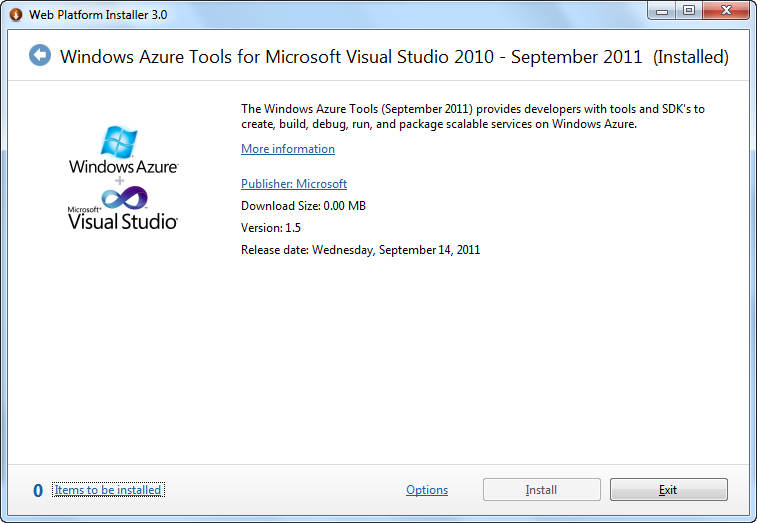 Web Platform Installer 3.0
Windows Azure Tools for Microsoft Visual Studio 2010 - September 2011 (Installed)
The Windows Azure Tools (September 2011) provides developers with tools and SDK's to
create, build, debug, run, and package scalable services on Windows Azure.
More information
Windows Azure
+
Microsoft®
Visual Studio®
Publisher: Microsoft
Download Size: 0.00 MB
Version: 1.5
Release date: Wednesday, September 14, 2011
0 Items to be installed Options Install Exit